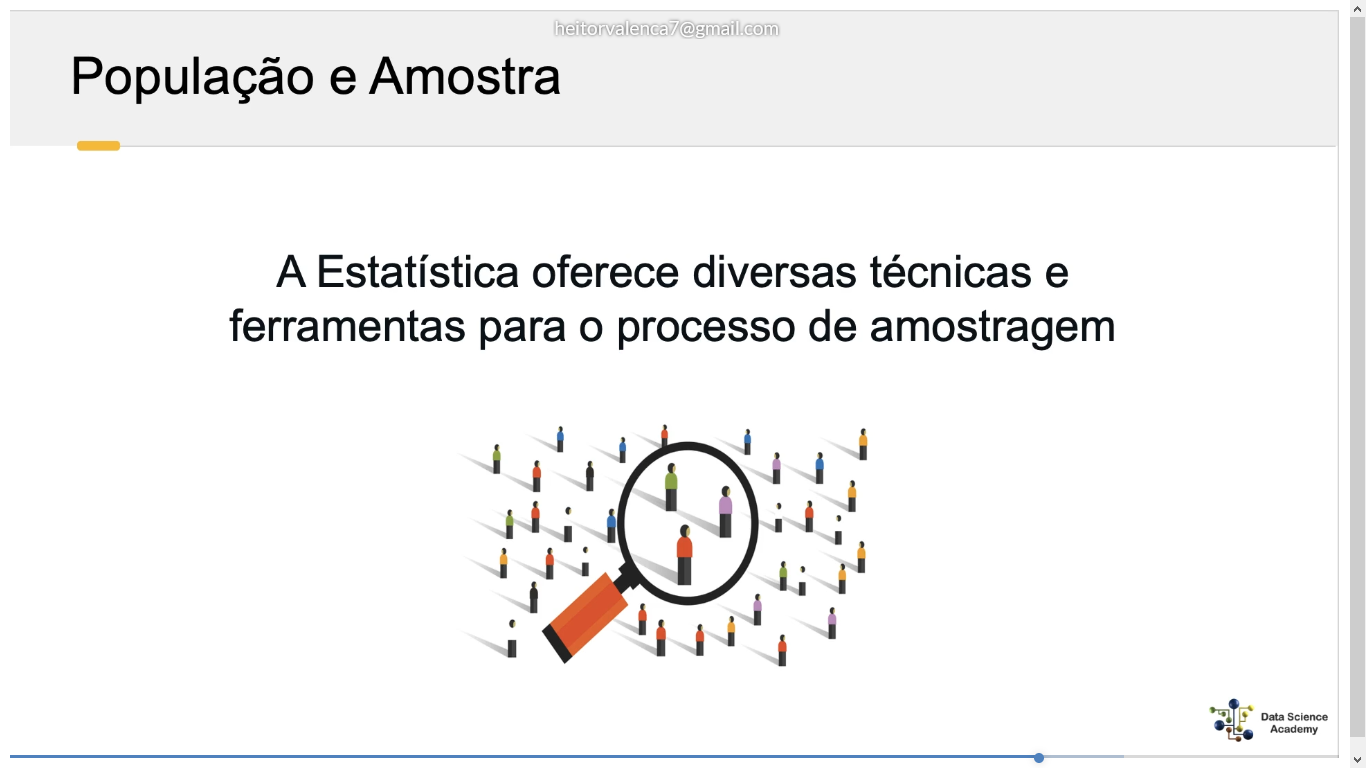 heitorvalenca7@gmail.com
População e Amostra
A Estatística oferece diversas técnicas e
ferramentas para o processo de amostragem
Data Science
Academy